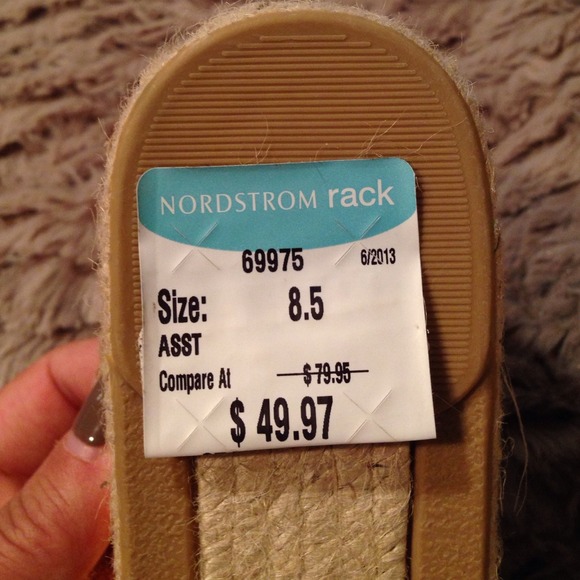 NORDSTROM rack
69975 6/2013
Size: 8.5
ASST
Compare At $ 79.95
$ 49.97